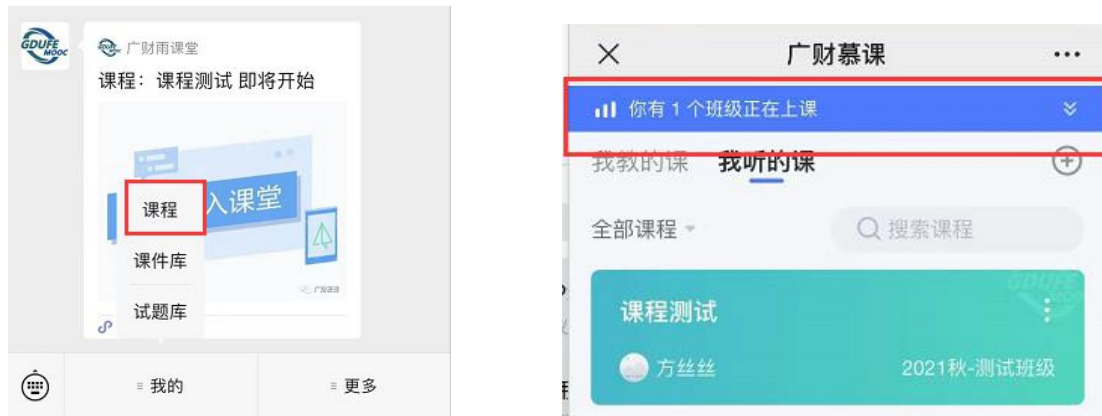 GDUFE
MOOC
广财雨课堂
课程：课程测试 即将开始
入课堂
课程
课件库
试题库
我的
更多
广财慕课
你有 1 个班级正在上课
我教的课 我听的课
全部课程
搜索课程
GDUFE
MOOC
课程测试
方丝丝
2021秋-测试班级